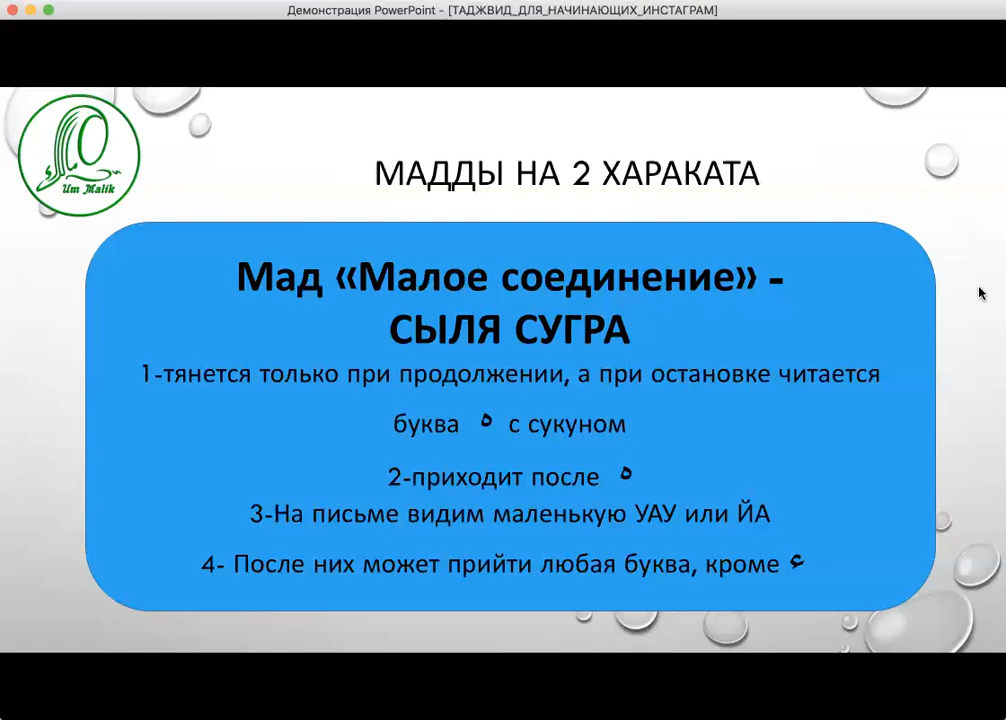 Демонстрация PowerPoint - [ТАДЖВИД_ДЛЯ_НАЧИНАЮЩИХ_ИНСТАГРАМ]
Um Malik
МАДДЫ НА 2 ХАРАКАТА
Мад «Малое соединение» -
СЫЛЯ СУГРА
1-тянется только при продолжении, а при остановке читается
буква ه с сукуном
2-приходит после ه
3-На письме видим маленькую УАУ или ЙА
4- После них может прийти любая буква, кроме ء